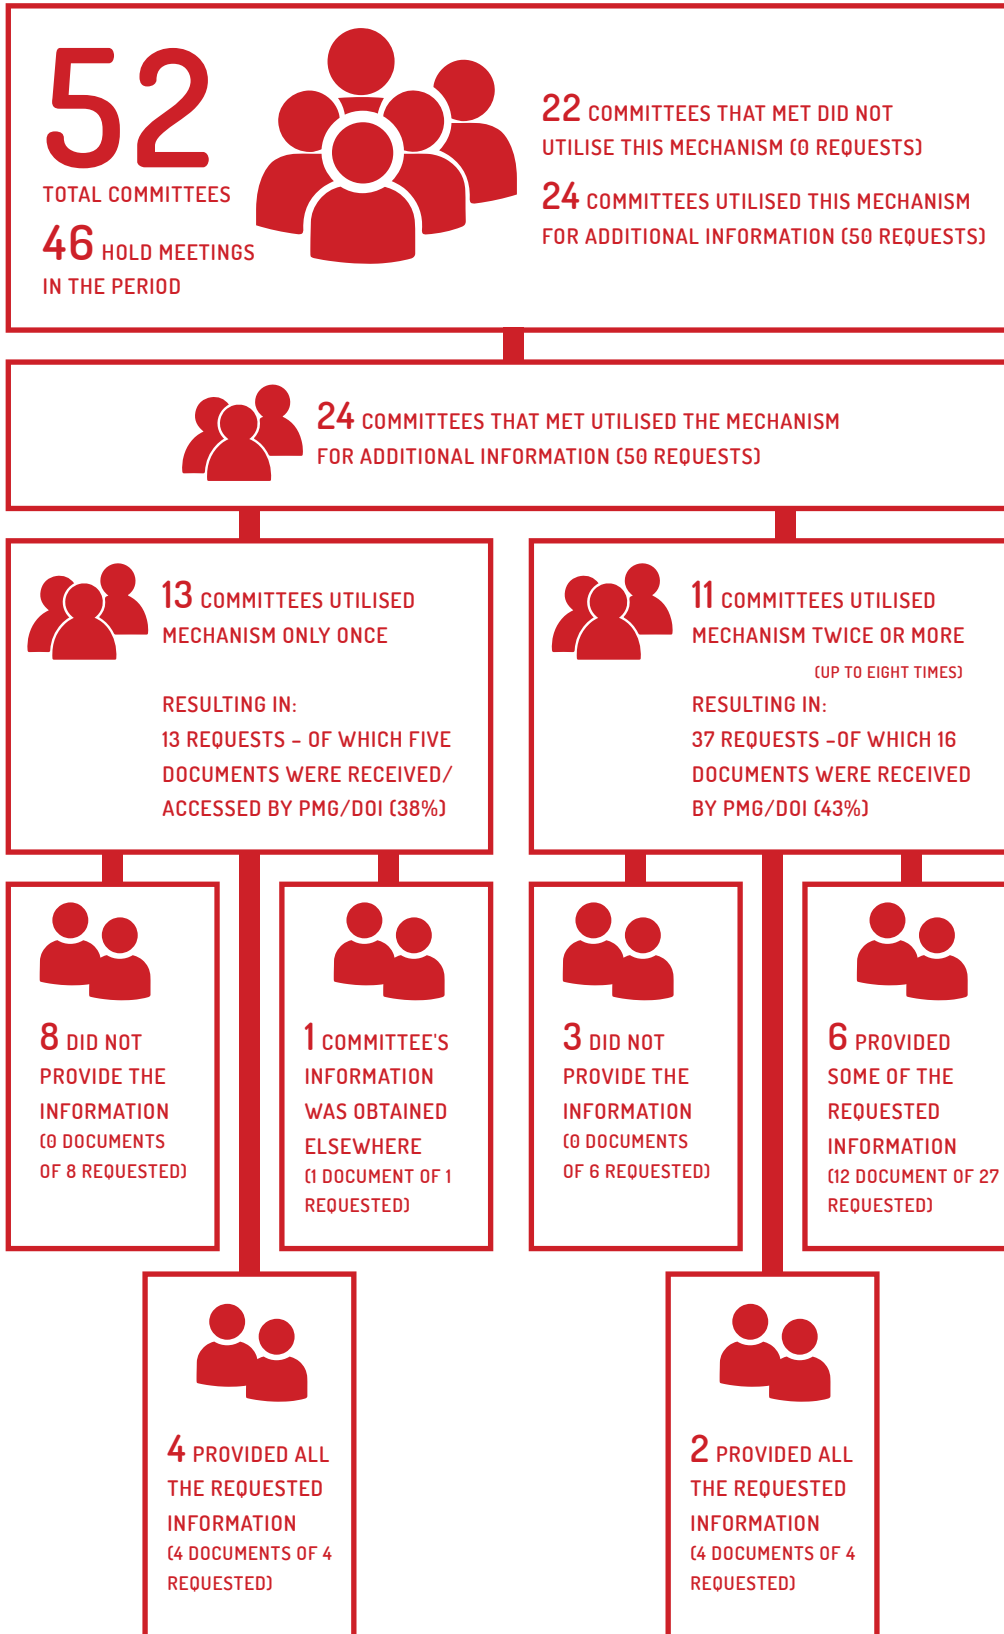 52
TOTAL COMMITTEES
46 HOLD MEETINGS
IN THE PERIOD
22 COMMITTEES THAT MET DID NOT
UTILISE THIS MECHANISM (0 REQUESTS)
24 COMMITTEES UTILISED THIS MECHANISM
FOR ADDITIONAL INFORMATION (50 REQUESTS)
24 COMMITTEES THAT MET UTILISED THE MECHANISM
FOR ADDITIONAL INFORMATION (50 REQUESTS)
13 COMMITTEES UTILISED
MECHANISM ONLY ONCE
RESULTING IN:
13 REQUESTS – OF WHICH FIVE
DOCUMENTS WERE RECEIVED/
ACCESSED BY PMG/DOI (38%)
11 COMMITTEES UTILISED
MECHANISM TWICE OR MORE
(UP TO EIGHT TIMES)
RESULTING IN:
37 REQUESTS –OF WHICH 16
DOCUMENTS WERE RECEIVED
BY PMG/DOI (43%)
8 DID NOT
PROVIDE THE
INFORMATION
(0 DOCUMENTS
OF 8 REQUESTED)
1 COMMITTEE'S
INFORMATION
WAS OBTAINED
ELSEWHERE
(1 DOCUMENT OF 1
REQUESTED)
3 DID NOT
PROVIDE THE
INFORMATION
(0 DOCUMENTS
OF 6 REQUESTED)
6 PROVIDED
SOME OF THE
REQUESTED
INFORMATION
(12 DOCUMENT OF 27
REQUESTED)
4 PROVIDED ALL
THE REQUESTED
INFORMATION
(4 DOCUMENTS OF 4
REQUESTED)
2 PROVIDED ALL
THE REQUESTED
INFORMATION
(4 DOCUMENTS OF 4
REQUESTED)